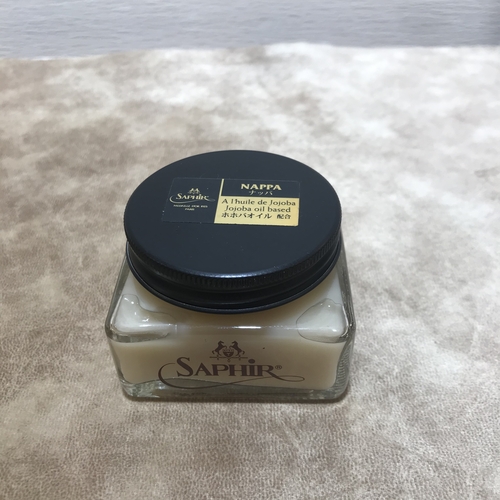 NAPPA
ナッパ
SAPHIR
A l'huile de Jojoba
Jojoba oil based
ホホバオイル 配合
SAPHIR®